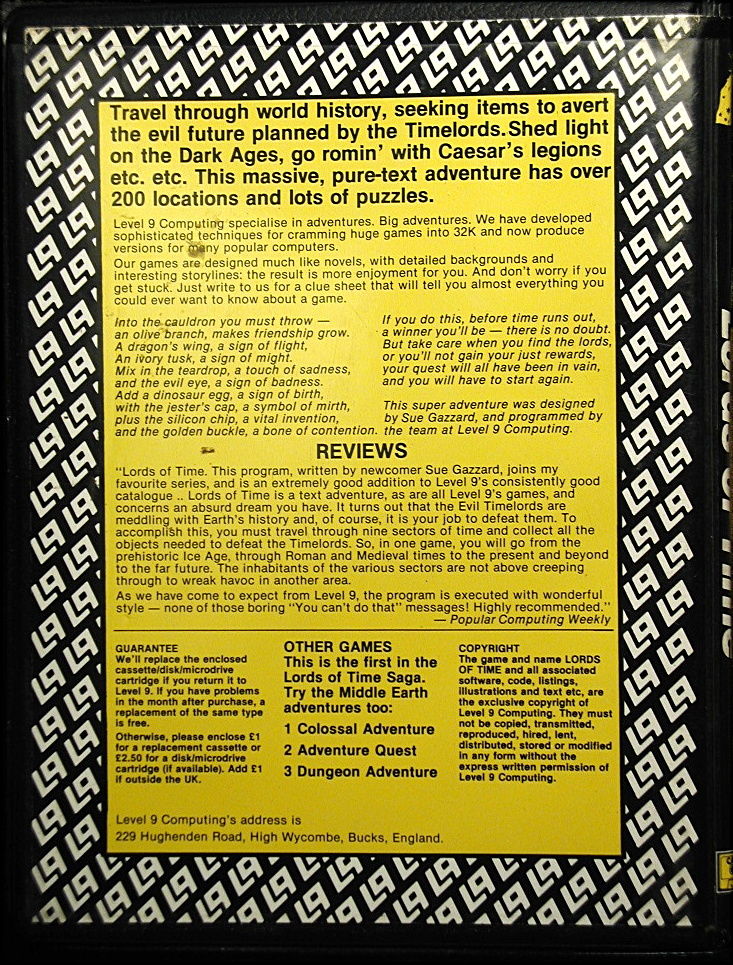 Travel through world history, seeking items to avert
the evil future planned by the Timelords.Shed light
on the Dark Ages, go romin' with Caesar's legions
etc. etc. This massive, pure-text adventure has over
200 locations and lots of puzzles.
Level 9 Computing specialise in adventures. Big adventures. We have developed
sophisticated techniques for cramming huge games into 32K and now produce
versions for many popular computers.
Our games are designed much like novels, with detailed backgrounds and
interesting storylines: the result is more enjoyment for you. And don't worry if you
get stuck. Just write to us for a clue sheet that will tell you almost everything you
could ever want to know about a game.
Into the cauldron you must throw —
an olive branch, makes friendship grow.
A dragon's wing, a sign of flight,
An ivory tusk, a sign of might.
Mix in the teardrop, a touch of sadness,
and the evil eye, a sign of badness.
Add a dinosaur egg, a sign of birth,
with the jester's cap, a symbol of mirth,
plus the silicon chip, a vital invention,
and the golden buckle, a bone of contention.
If you do this, before time runs out,
a winner you'll be — there is no doubt.
But take care when you find the lords,
or you'll not gain your just rewards,
your quest will all have been in vain,
and you will have to start again.
This super adventure was designed
by Sue Gazzard, and programmed by
the team at Level 9 Computing.
REVIEWS
"Lords of Time. This program, written by newcomer Sue Gazzard, joins my
favourite series, and is an extremely good addition to Level 9's consistently good
catalogue .. Lords of Time is a text adventure, as are all Level 9's games, and
concerns an absurd dream you have. It turns out that the Evil Timelords are
meddling with Earth's history and, of course, it is your job to defeat them. To
accomplish this, you must travel through nine sectors of time and collect all the
objects needed to defeat the Timelords. So, in one game, you will go from the
prehistoric Ice Age, through Roman and Medieval times to the present and beyond
to the far future. The inhabitants of the various sectors are not above creeping
through to wreak havoc in another area.
As we have come to expect from Level 9, the program is executed with wonderful
style — none of those boring "You can't do that" messages! Highly recommended."
— Popular Computing Weekly
GUARANTEE
We'll replace the enclosed
cassette/disk/microdrive
cartridge if you return it to
Level 9. If you have problems
in the month after purchase, a
replacement of the same type
is free.
Otherwise, please enclose £1
for a replacement cassette or
£2.50 for a disk/microdrive
cartridge (if available). Add £1
if outside the UK.
OTHER GAMES
This is the first in the
Lords of Time Saga.
Try the Middle Earth
adventures too:
1 Colossal Adventure
2 Adventure Quest
3 Dungeon Adventure
COPYRIGHT
The game and name LORDS
OF TIME and all associated
software, code, listings,
illustrations and text etc, are
the exclusive copyright of
Level 9 Computing. They must
not be copied, transmitted,
reproduced, hired, lent,
distributed, stored or modified
in any form without the
express written permission of
Level 9 Computing.
Level 9 Computing's address is
229 Hughenden Road, High Wycombe, Bucks, England.
Lords of Time